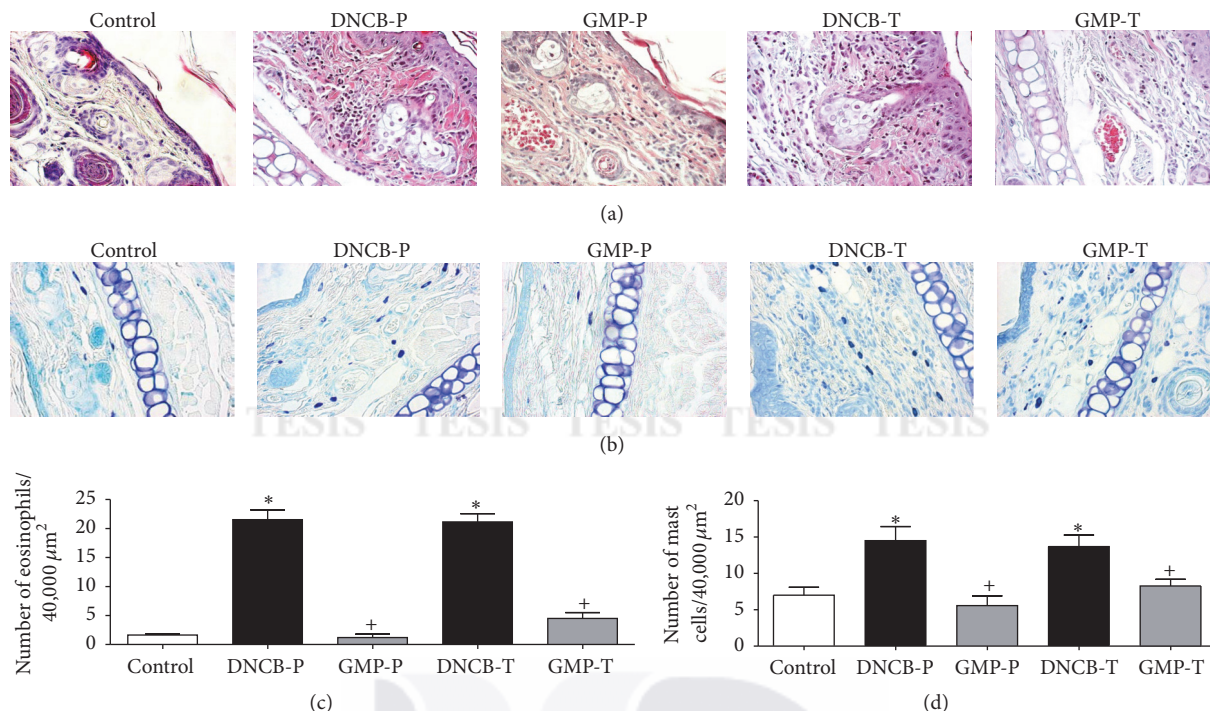 Control DNCB-P GMP-P DNCB-T GMP-T
(a)
Control DNCB-P GMP-P DNCB-T GMP-T
TESIS TESIS TESIS TESIS TESIS
(b)
Number of eosinophils/
40,000 μm²
25
20
15
10
5
0
*
+
*
+
Control DNCB-P GMP-P DNCB-T GMP-T
(c)
Number of mast
cells/40,000 μm²
20
15
10
5
0
*
+
*
+
Control DNCB-P GMP-P DNCB-T GMP-T
(d)